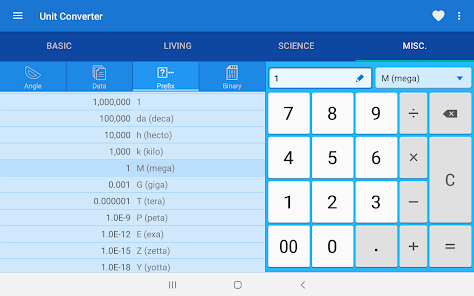 Unit Converter
BASIC LIVING SCIENCE MISC.
Angle Data Prefix Binary
1 M (mega)
1,000,000 1
100,000 da (deca)
10,000 h (hecto)
1,000 k (kilo)
1 M (mega)
0.001 G (giga)
0.000001 T (tera)
1.0E-9 P (peta)
1.0E-12 E (exa)
1.0E-15 Z (zetta)
1.0E-18 Y (yotta)
7 8 9 ÷
4 5 6 × C
1 2 3 −
00 0 . + =